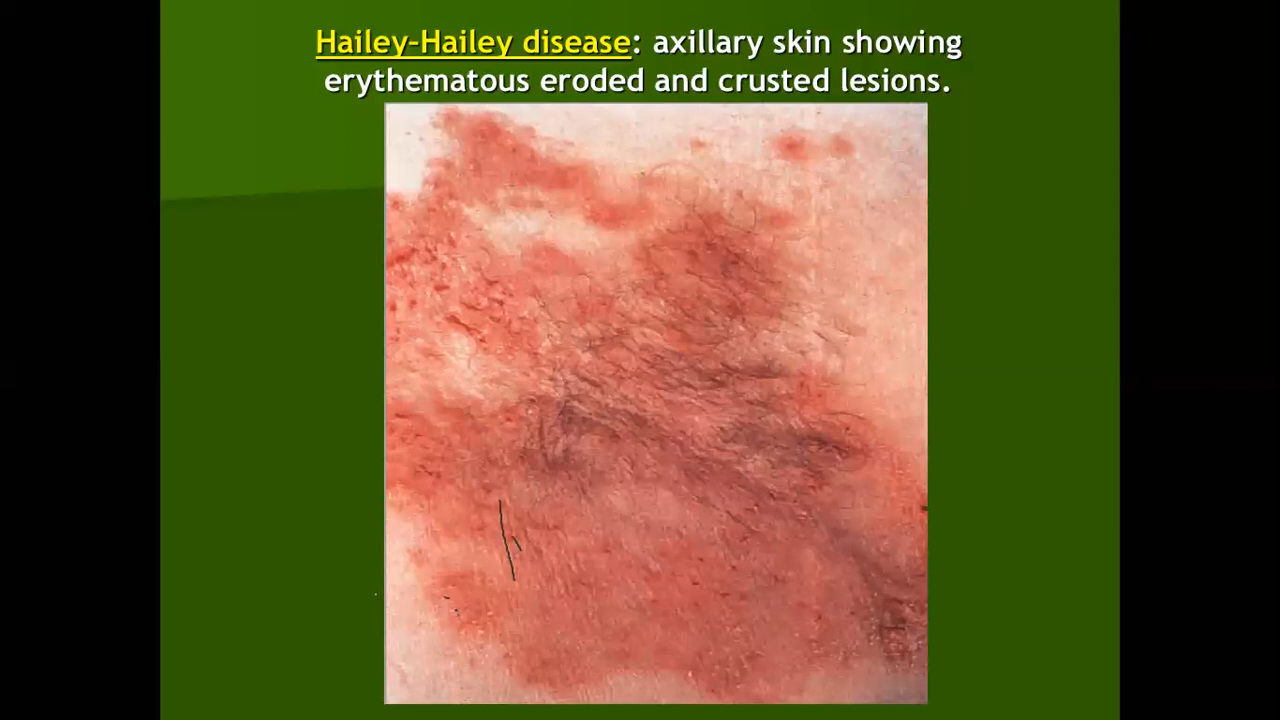 Hailey-Hailey disease: axillary skin showing
erythematous eroded and crusted lesions.